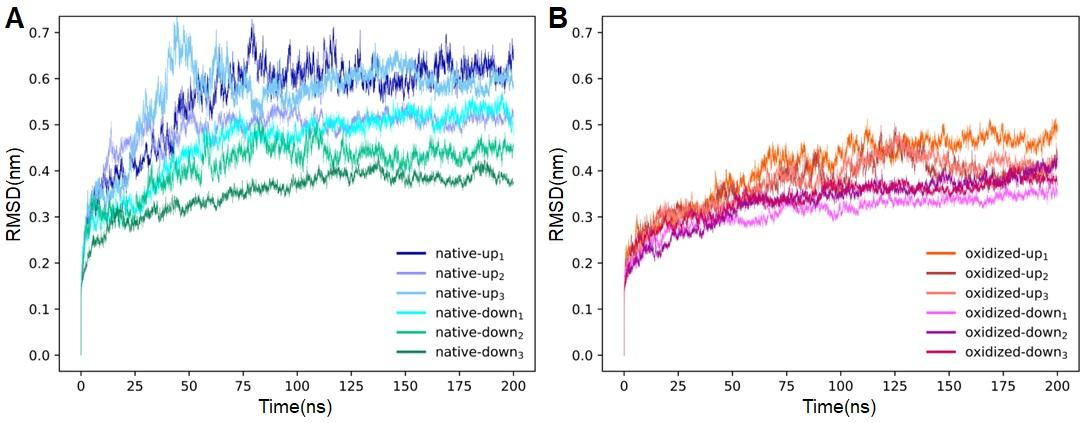 A
RMSD(nm)
0.7
0.6
0.5
0.4
0.3
0.2
0.1
0.0
native-up₁
native-up₂
native-up₃
native-down₁
native-down₂
native-down₃
0 25 50 75 100 125 150 175 200
Time(ns)
B
RMSD(nm)
0.7
0.6
0.5
0.4
0.3
0.2
0.1
0.0
oxidized-up₁
oxidized-up₂
oxidized-up₃
oxidized-down₁
oxidized-down₂
oxidized-down₃
0 25 50 75 100 125 150 175 200
Time(ns)